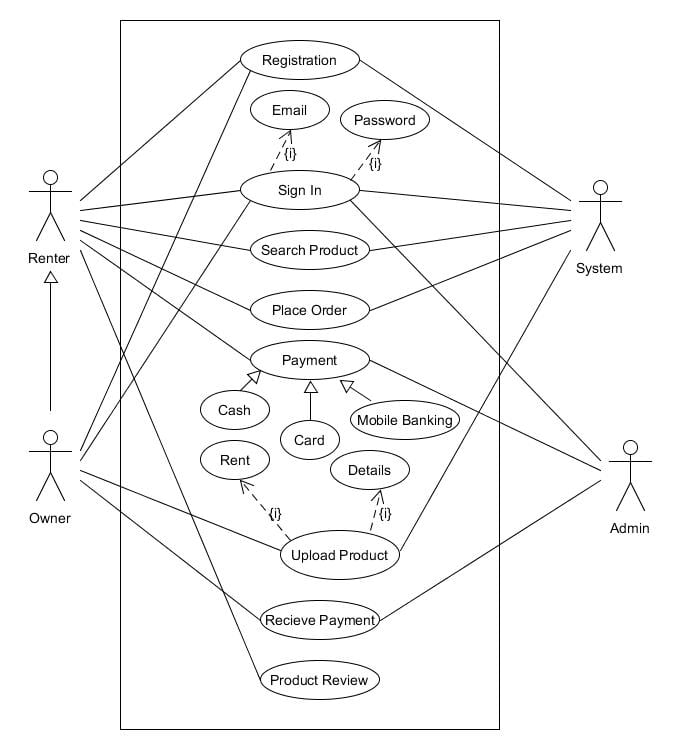 Registration
Email
Password
{i}
{i}
Sign In
Renter
System
Search Product
Place Order
Payment
Cash
Card
Mobile Banking
Rent
Details
{i}
{i}
Owner
Admin
Upload Product
Recieve Payment
Product Review